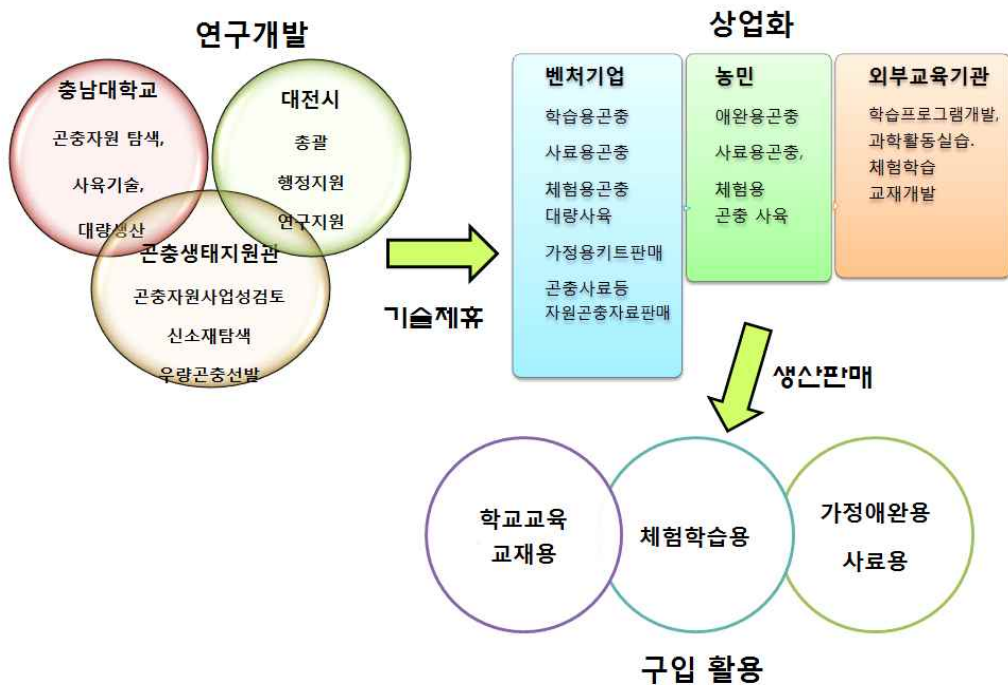 연구개발
충남대학교
곤충자원 탐색,
사육기술,
대량생산
대전시
총괄
행정지원
연구지원
곤충생태지원관
곤충자원사업성검토
신소재탐색
우량곤충선발
기술제휴
상업화
벤처기업
학습용곤충
사료용곤충
체험용곤충
대량사육
가정용키트판매
곤충사료등
자원곤충자료판매
농민
애완용곤충
사료용곤충,
체험용
곤충 사육
외부교육기관
학습프로그램개발,
과학활동실습.
체험학습
교재개발
생산판매
학교교육
교재용
체험학습용
가정애완용
사료용
구입 활용